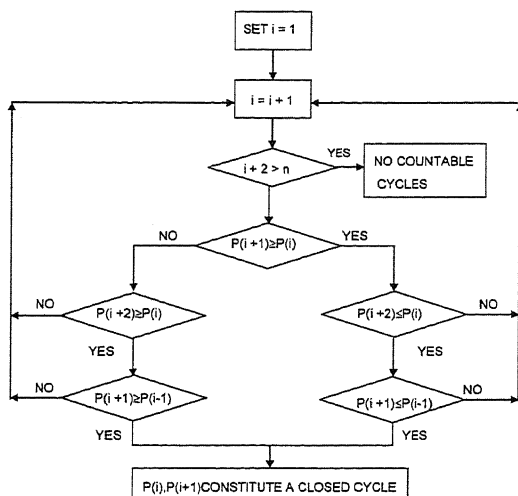 SET i = 1
i = i + 1
i + 2 > n
YES
NO COUNTABLE
CYCLES
NO
P(i +1)≥P(i)
YES
NO
P(i +2)≥P(i)
P(i +2)≤P(i)
NO
YES
YES
NO
P(i +1)≥P(i-1)
P(i +1)≤P(i-1)
NO
YES
YES
P(i),P(i+1)CONSTITUTE A CLOSED CYCLE